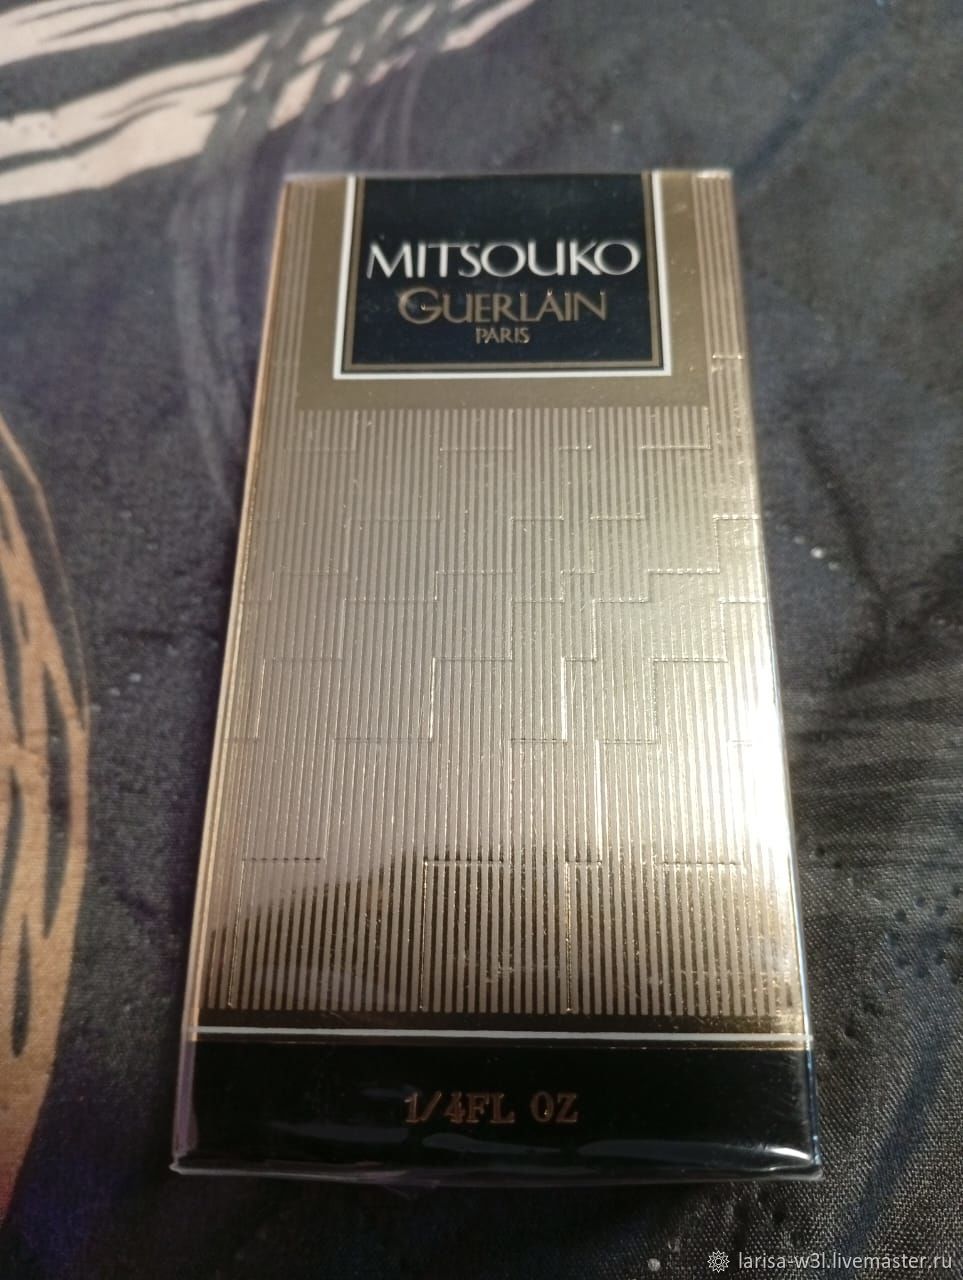 MITSOUKO
GUERLAIN
PARIS
1/4FL OZ
larisa-w3l.livemaster.ru